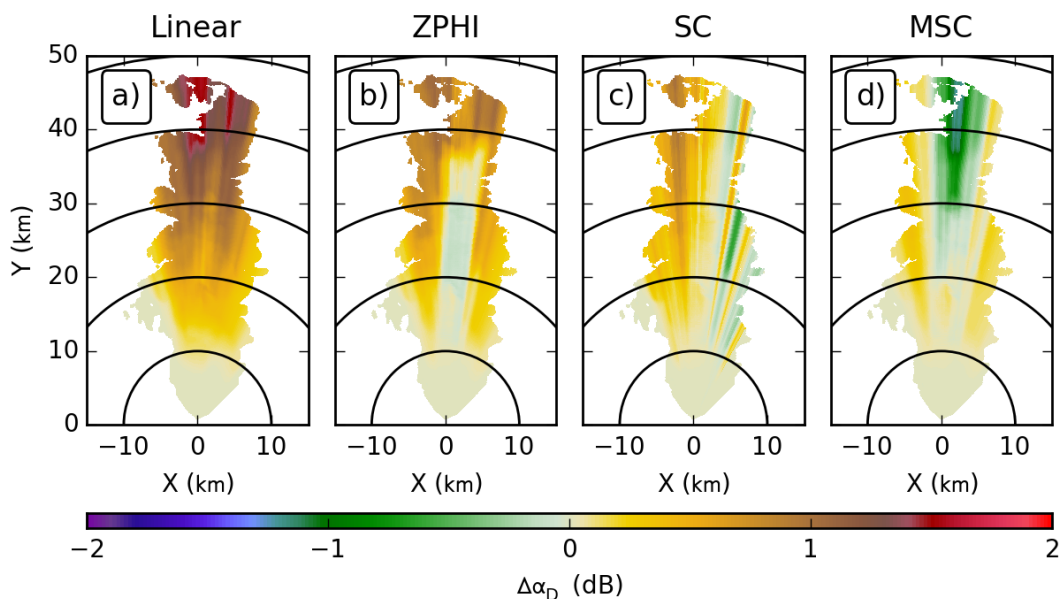 Linear ZPHI SC MSC
50
a) b) c) d)
40
30
Y (km)
20
10
0
−10 0 10 −10 0 10 −10 0 10 −10 0 10
X (km) X (km) X (km) X (km)
−2 −1 0 1 2
Δα_D (dB)